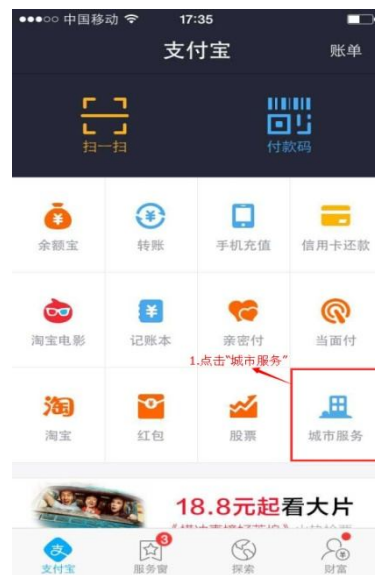 中国移动 17:35
支付宝 账单
扫一扫 付款码
余额宝 转账 手机充值 信用卡还款
淘宝电影 记账本 亲密付 当面付
1.点击"城市服务"
淘宝 红包 股票 城市服务
18.8元起看大片
支付宝 服务窗 探索 财富
3